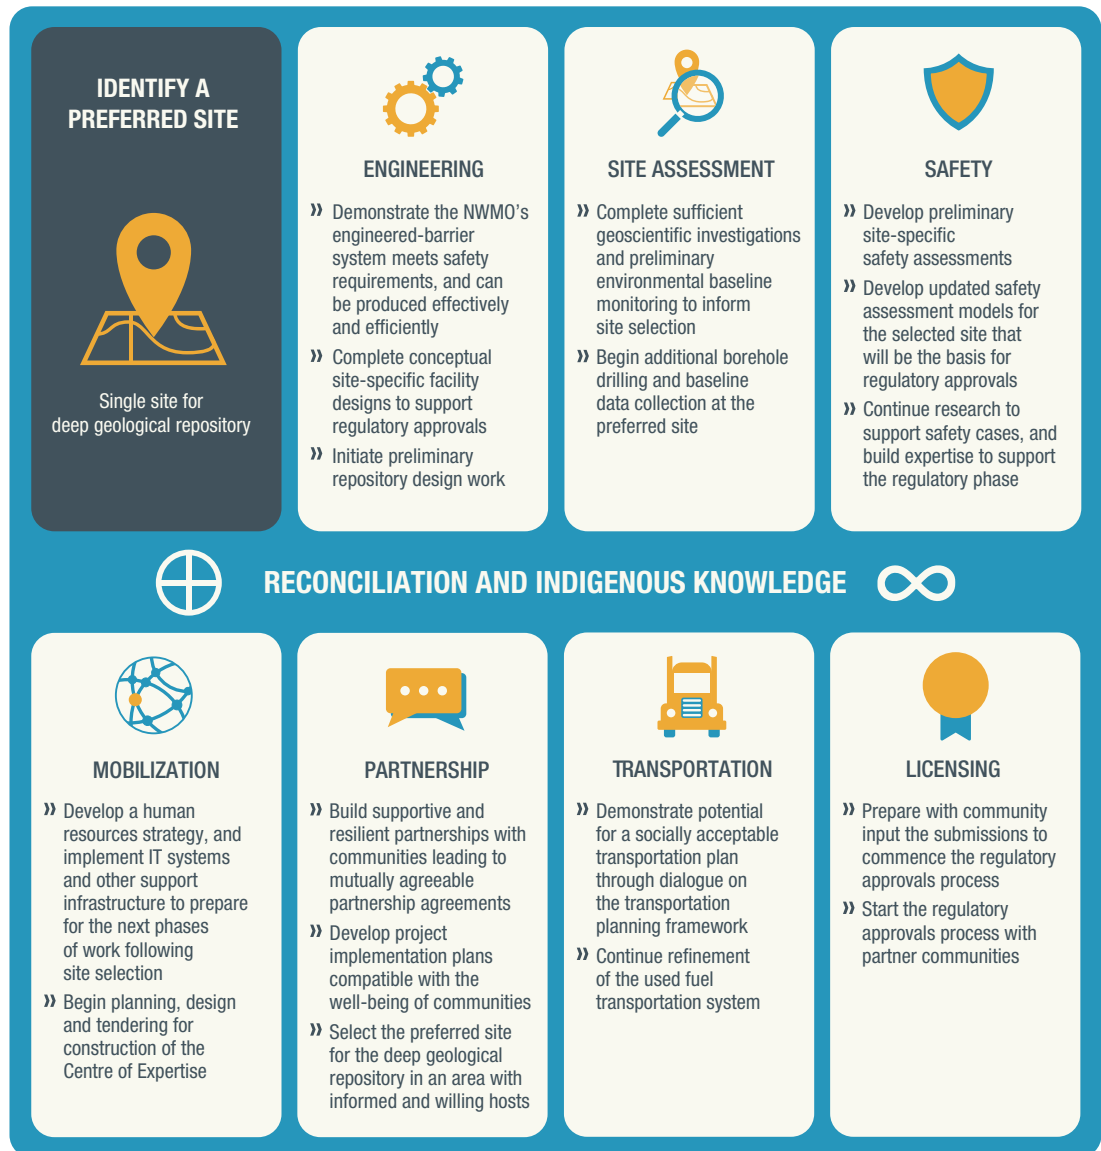 IDENTIFY A
PREFERRED SITE
Single site for
deep geological repository
ENGINEERING
» Demonstrate the NWMO's
engineered-barrier
system meets safety
requirements, and can
be produced effectively
and efficiently
» Complete conceptual
site-specific facility
designs to support
regulatory approvals
» Initiate preliminary
repository design work
SITE ASSESSMENT
» Complete sufficient
geoscientific investigations
and preliminary
environmental baseline
monitoring to inform
site selection
» Begin additional borehole
drilling and baseline
data collection at the
preferred site
SAFETY
» Develop preliminary
site-specific
safety assessments
» Develop updated safety
assessment models for
the selected site that
will be the basis for
regulatory approvals
» Continue research to
support safety cases, and
build expertise to support
the regulatory phase
RECONCILIATION AND INDIGENOUS KNOWLEDGE
MOBILIZATION
» Develop a human
resources strategy, and
implement IT systems
and other support
infrastructure to prepare
for the next phases
of work following
site selection
» Begin planning, design
and tendering for
construction of the
Centre of Expertise
PARTNERSHIP
» Build supportive and
resilient partnerships with
communities leading to
mutually agreeable
partnership agreements
» Develop project
implementation plans
compatible with the
well-being of communities
» Select the preferred site
for the deep geological
repository in an area with
informed and willing hosts
TRANSPORTATION
» Demonstrate potential
for a socially acceptable
transportation plan
through dialogue on
the transportation
planning framework
» Continue refinement
of the used fuel
transportation system
LICENSING
» Prepare with community
input the submissions to
commence the regulatory
approvals process
» Start the regulatory
approvals process with
partner communities